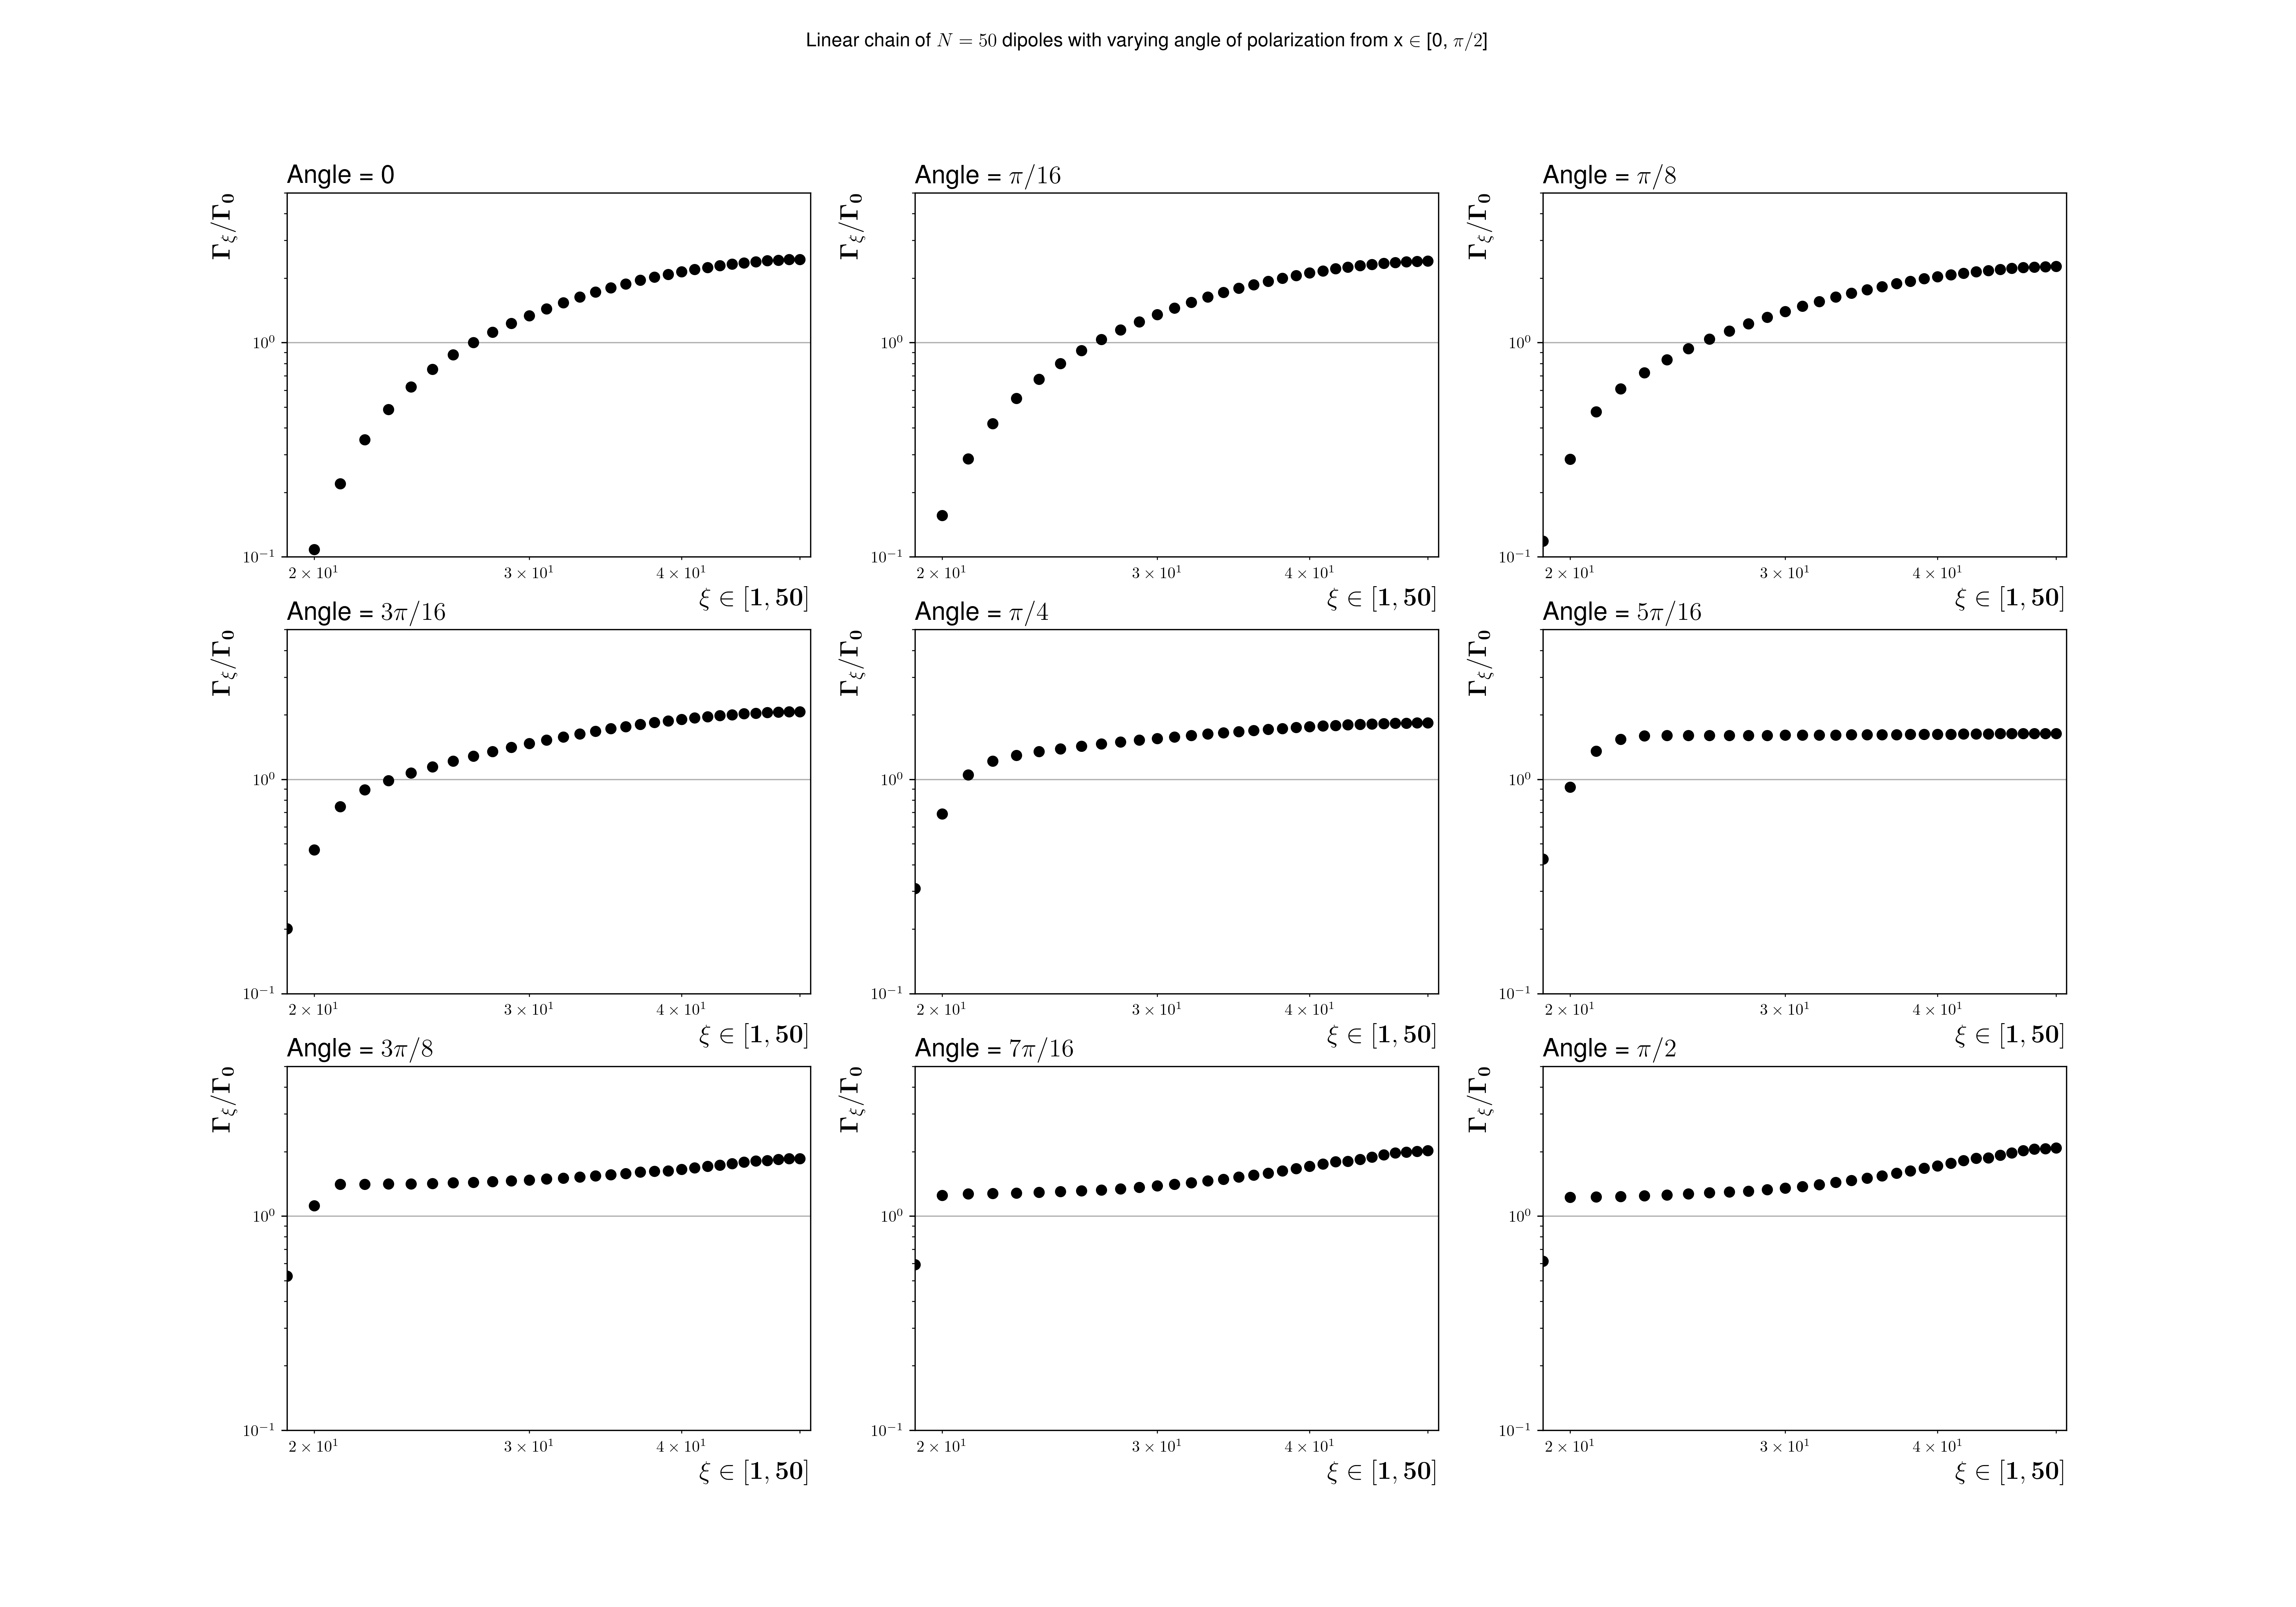 Linear chain of N = 50 dipoles with varying angle of polarization from x ∈ [0, π/2]
Angle = 0
Γξ/Γ0
10⁰
10⁻¹
2 × 10¹ 3 × 10¹ 4 × 10¹
ξ ∈ [1, 50]
Angle = π/16
Γξ/Γ0
10⁰
10⁻¹
2 × 10¹ 3 × 10¹ 4 × 10¹
ξ ∈ [1, 50]
Angle = π/8
Γξ/Γ0
10⁰
10⁻¹
2 × 10¹ 3 × 10¹ 4 × 10¹
ξ ∈ [1, 50]
Angle = 3π/16
Γξ/Γ0
10⁰
10⁻¹
2 × 10¹ 3 × 10¹ 4 × 10¹
ξ ∈ [1, 50]
Angle = π/4
Γξ/Γ0
10⁰
10⁻¹
2 × 10¹ 3 × 10¹ 4 × 10¹
ξ ∈ [1, 50]
Angle = 5π/16
Γξ/Γ0
10⁰
10⁻¹
2 × 10¹ 3 × 10¹ 4 × 10¹
ξ ∈ [1, 50]
Angle = 3π/8
Γξ/Γ0
10⁰
10⁻¹
2 × 10¹ 3 × 10¹ 4 × 10¹
ξ ∈ [1, 50]
Angle = 7π/16
Γξ/Γ0
10⁰
10⁻¹
2 × 10¹ 3 × 10¹ 4 × 10¹
ξ ∈ [1, 50]
Angle = π/2
Γξ/Γ0
10⁰
10⁻¹
2 × 10¹ 3 × 10¹ 4 × 10¹
ξ ∈ [1, 50]